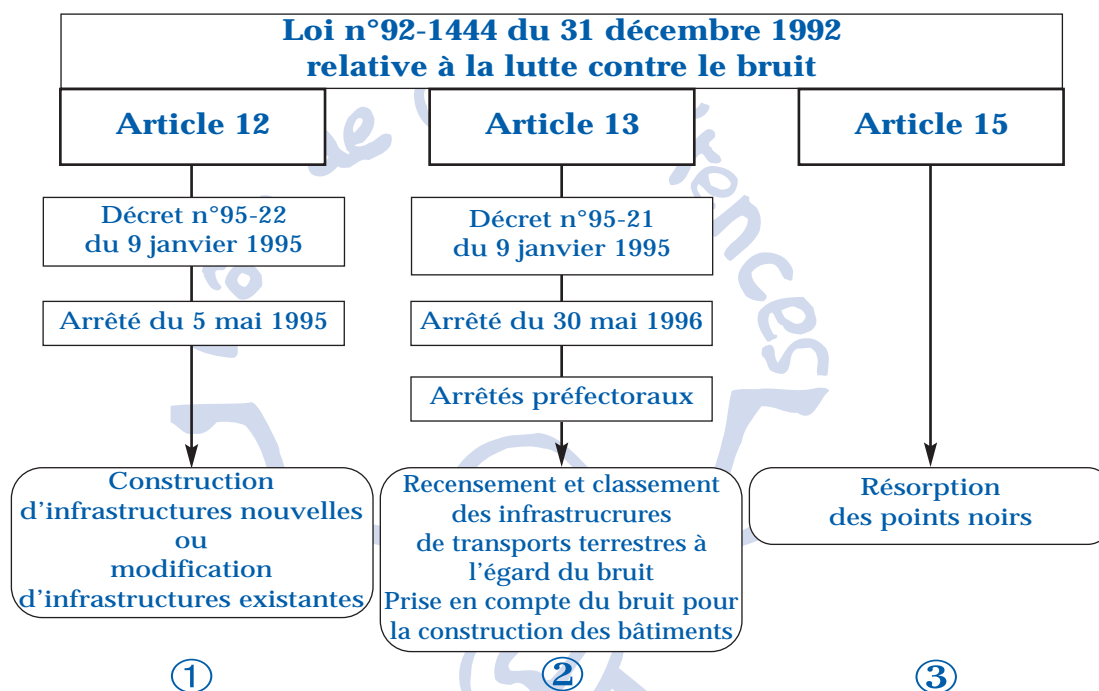 Loi n°92-1444 du 31 décembre 1992
relative à la lutte contre le bruit
Article 12
Article 13
Article 15
Décret n°95-22
du 9 janvier 1995
Décret n°95-21
du 9 janvier 1995
Arrêté du 5 mai 1995
Arrêté du 30 mai 1996
Arrêtés préfectoraux
Construction
d'infrastructures nouvelles
ou
modification
d'infrastructures existantes
Recensement et classement
des infrastrucrures
de transports terrestres à
l'égard du bruit
Prise en compte du bruit pour
la construction des bâtiments
Résorption
des points noirs
①
②
③